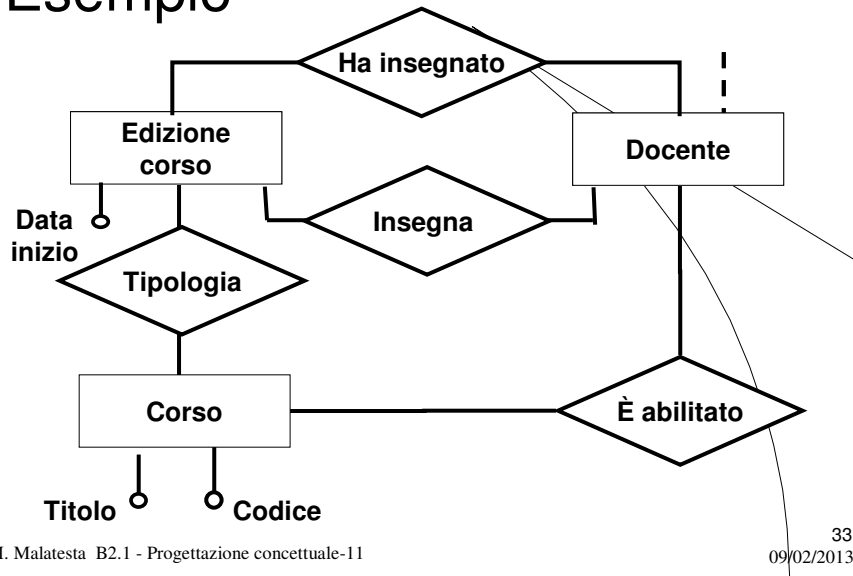 Esempio
Ha insegnato
Edizione
corso
Docente
Data
inizio
Insegna
Tipologia
Corso
È abilitato
Titolo
Codice
M. Malatesta B2.1 - Progettazione concettuale-11
33
09/02/2013